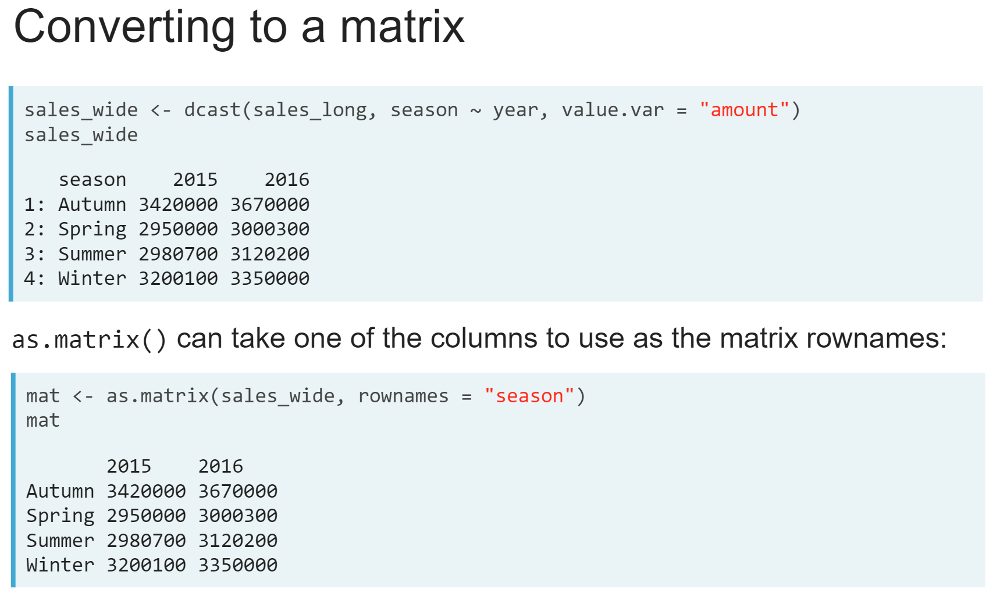 Converting to a matrix
sales_wide <- dcast(sales_long, season ~ year, value.var = "amount")
sales_wide
   season    2015    2016
1: Autumn 3420000 3670000
2: Spring 2950000 3000300
3: Summer 2980700 3120200
4: Winter 3200100 3350000
as.matrix() can take one of the columns to use as the matrix rownames:
mat <- as.matrix(sales_wide, rownames = "season")
mat
       2015    2016
Autumn 3420000 3670000
Spring 2950000 3000300
Summer 2980700 3120200
Winter 3200100 3350000